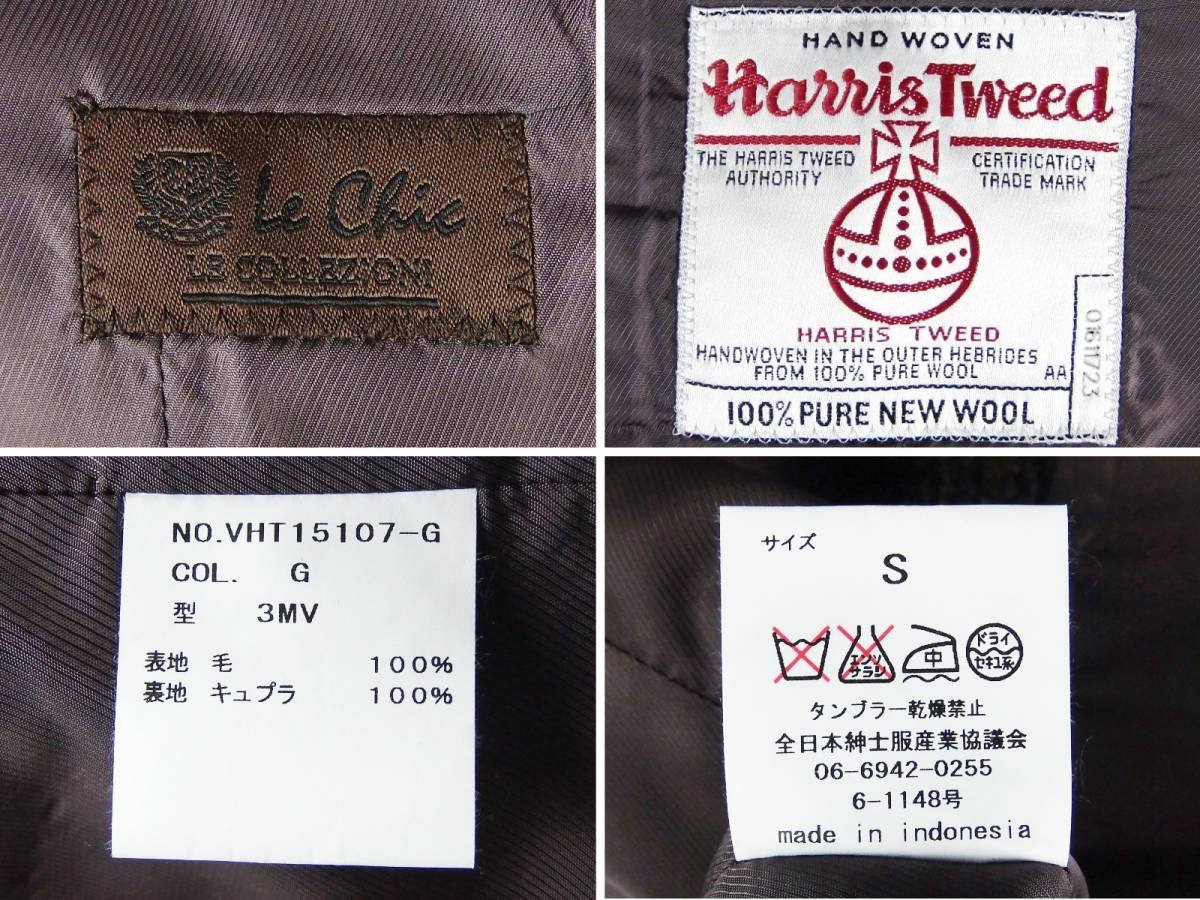 Le Chic
LE COLLEZIONI
HAND WOVEN
Harris Tweed
THE HARRIS TWEED AUTHORITY
CERTIFICATION TRADE MARK
HARRIS TWEED
HANDWOVEN IN THE OUTER HEBRIDES
FROM 100% PURE WOOL
AA
01611723
100% PURE NEW WOOL
NO.VHT15107-G
COL. G
型 3MV
表地 毛 100%
裏地 キュプラ 100%
サイズ
S
エンソサラシ
中
ドライ
セキユ系
タンブラー乾燥禁止
全日本紳士服産業協議会
06-6942-0255
6-1148号
made in indonesia